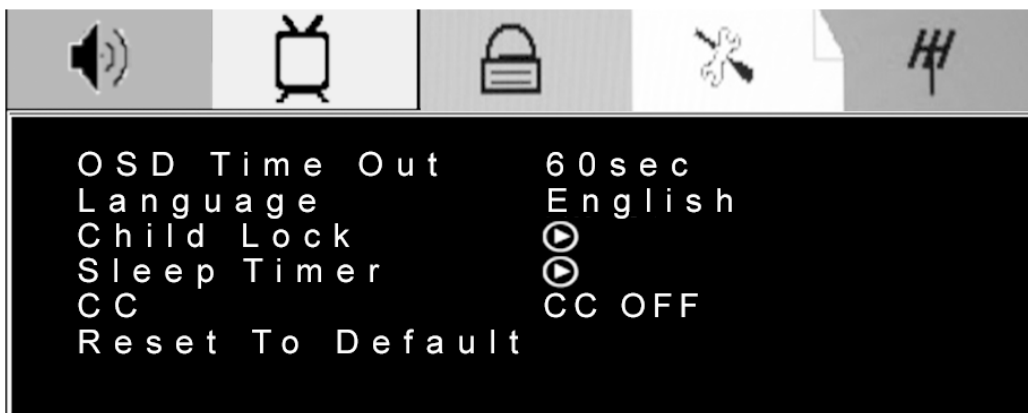 OSD Time Out 60sec
Language English
Child Lock
Sleep Timer
CC CC OFF
Reset To Default